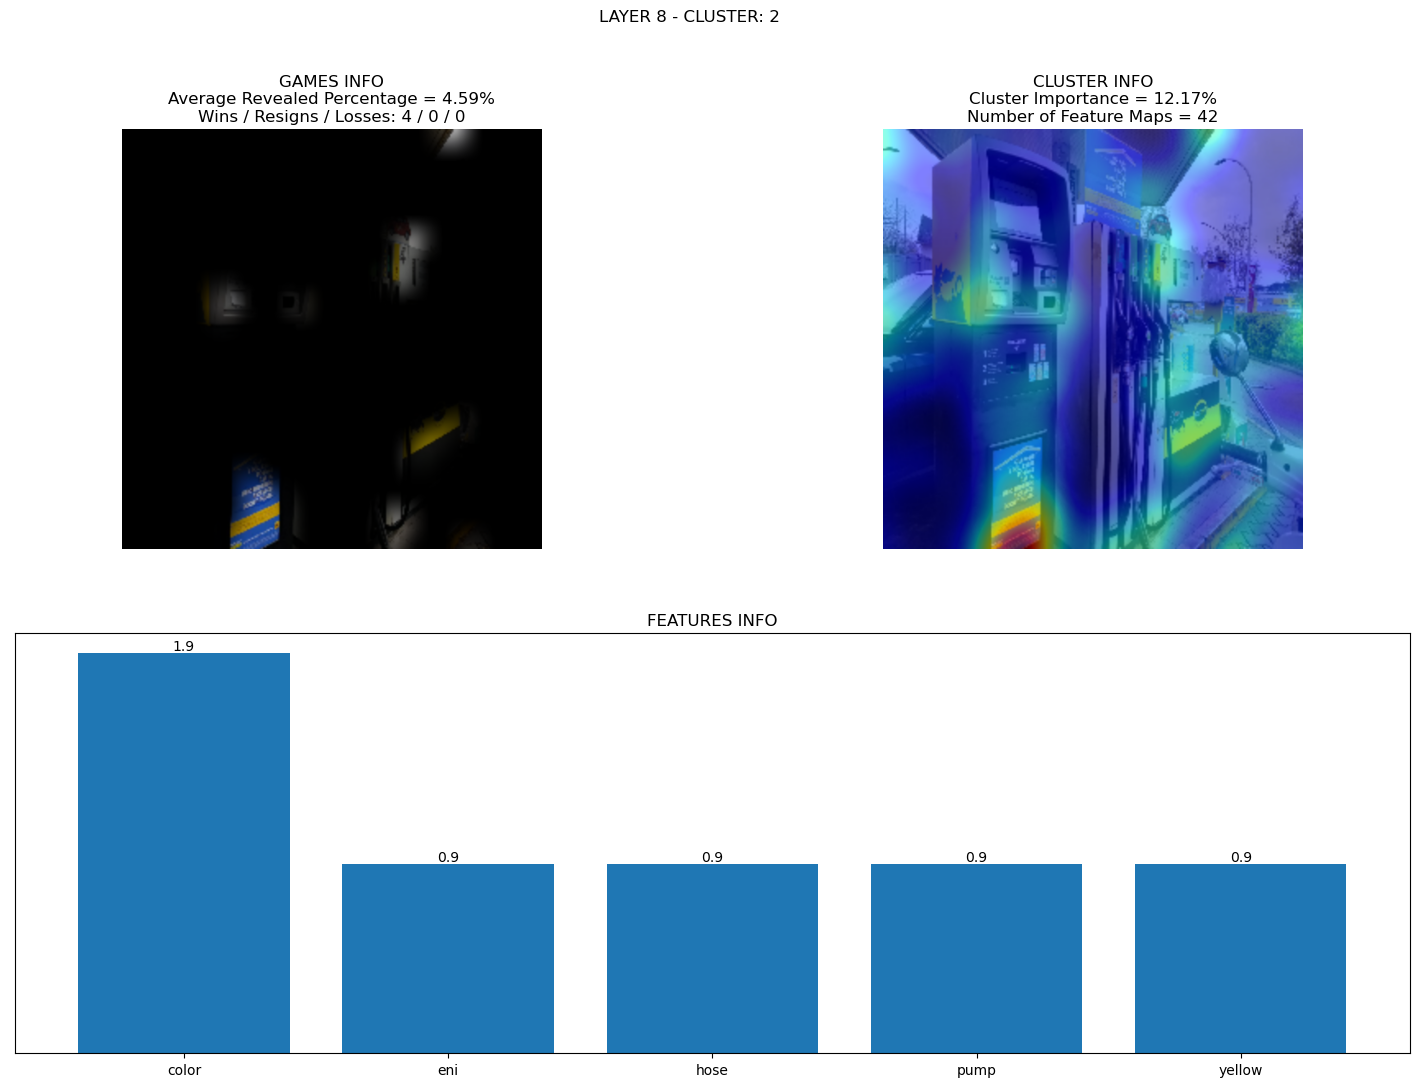 LAYER 8 - CLUSTER: 2
GAMES INFO
Average Revealed Percentage = 4.59%
Wins / Resigns / Losses: 4 / 0 / 0
CLUSTER INFO
Cluster Importance = 12.17%
Number of Feature Maps = 42
FEATURES INFO
1.9
0.9
0.9
0.9
0.9
color
eni
hose
pump
yellow